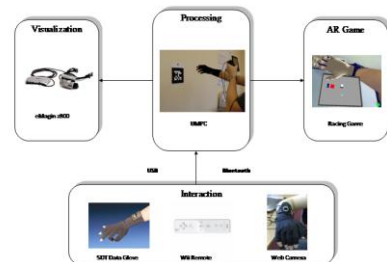 Processing
Visualization
AR Game
eMagin z800
UMPC
Racing Game
USB
Bluetooth
Interaction
5DT Data Glove
Wii Remote
Web Camera